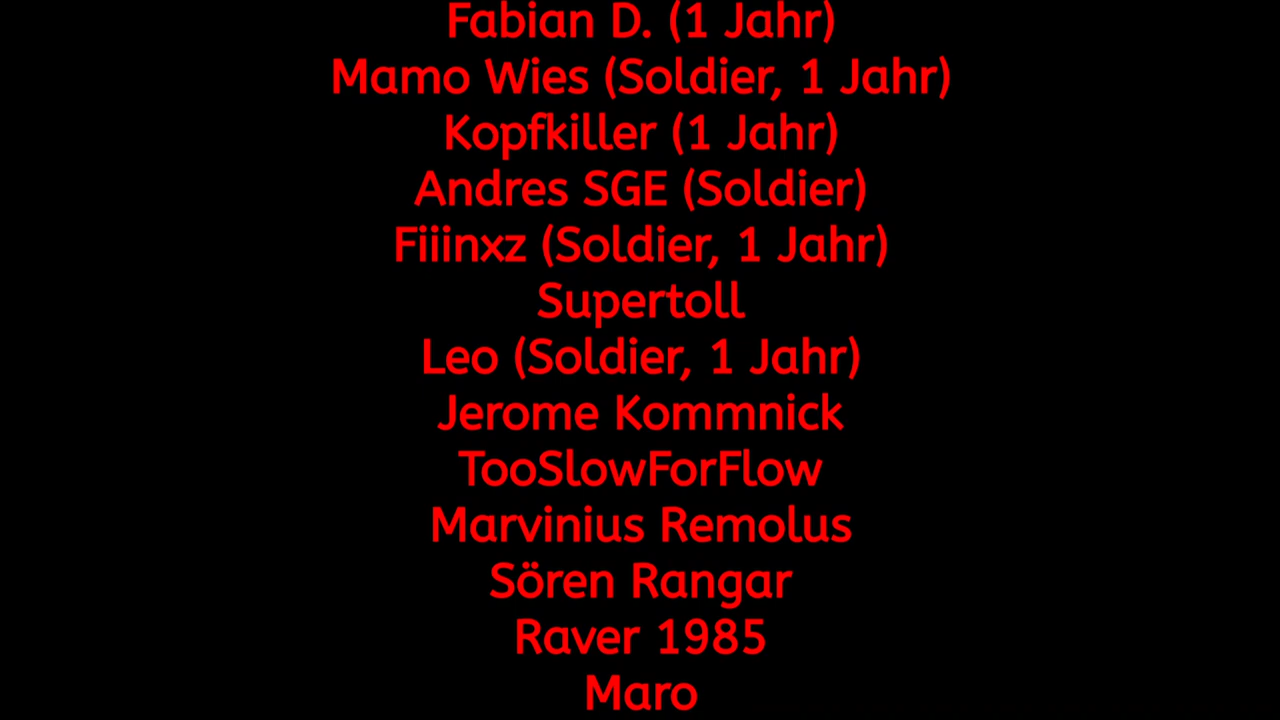 Fabian D. (1 Jahr)
Mamo Wies (Soldier, 1 Jahr)
Kopfkiller (1 Jahr)
Andres SGE (Soldier)
Fiiinxz (Soldier, 1 Jahr)
Supertoll
Leo (Soldier, 1 Jahr)
Jerome Kommnick
TooSlowForFlow
Marvinius Remolus
Sören Rangar
Raver 1985
Maro